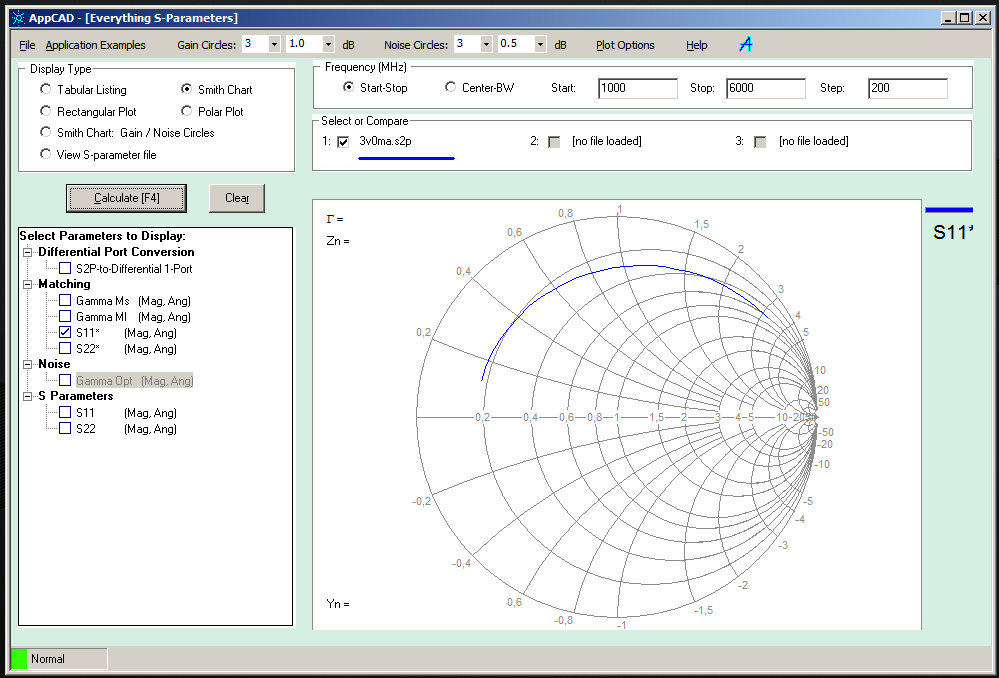 AppCAD - [Everything S-Parameters]
File Application Examples Gain Circles: 3 1.0 dB Noise Circles: 3 0.5 dB Plot Options Help A
Display Type
Tabular Listing Smith Chart
Rectangular Plot Polar Plot
Smith Chart: Gain / Noise Circles
View S-parameter file
Frequency (MHz)
Start-Stop Center-BW Start: 1000 Stop: 6000 Step: 200
Select or Compare
1: 3v0ma.s2p 2: [no file loaded] 3: [no file loaded]
Calculate [F4] Clear
Select Parameters to Display:
Differential Port Conversion
S2P-to-Differential 1-Port
Matching
Gamma Ms (Mag, Ang)
Gamma Ml (Mag, Ang)
S11* (Mag, Ang)
S22* (Mag, Ang)
Noise
Gamma Opt (Mag, Ang)
S Parameters
S11 (Mag, Ang)
S22 (Mag, Ang)
Γ =
Zn =
S11*
0,8 1 1,5
0,6 2
0,4 3
4
0,2 5
10
20
50
0,2 0,4 0,6 0,8 1 1,5 2 3 4 5 10 20
-50
-20
-10
-0,2 -5
-4
-0,4 -3
-2
-0,6 -1,5
-0,8 -1
Yn =
Normal